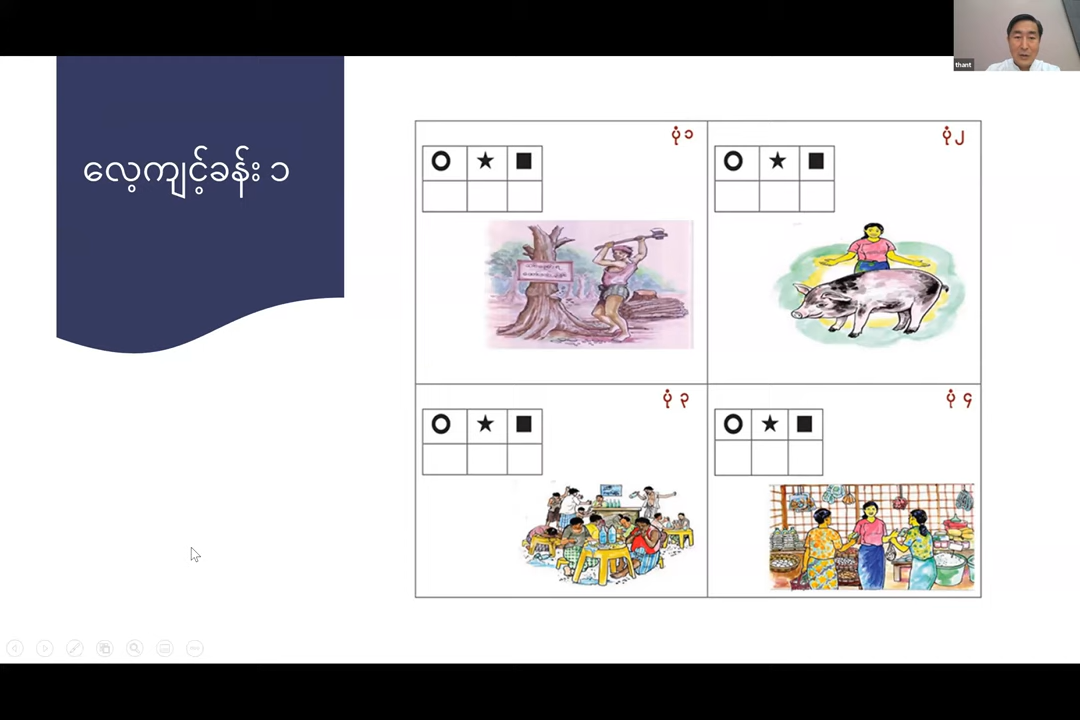 thant
လေ့ကျင့်ခန်း ၁
ပုံ ၁
ပုံ ၂
ပုံ ၃
ပုံ ၄